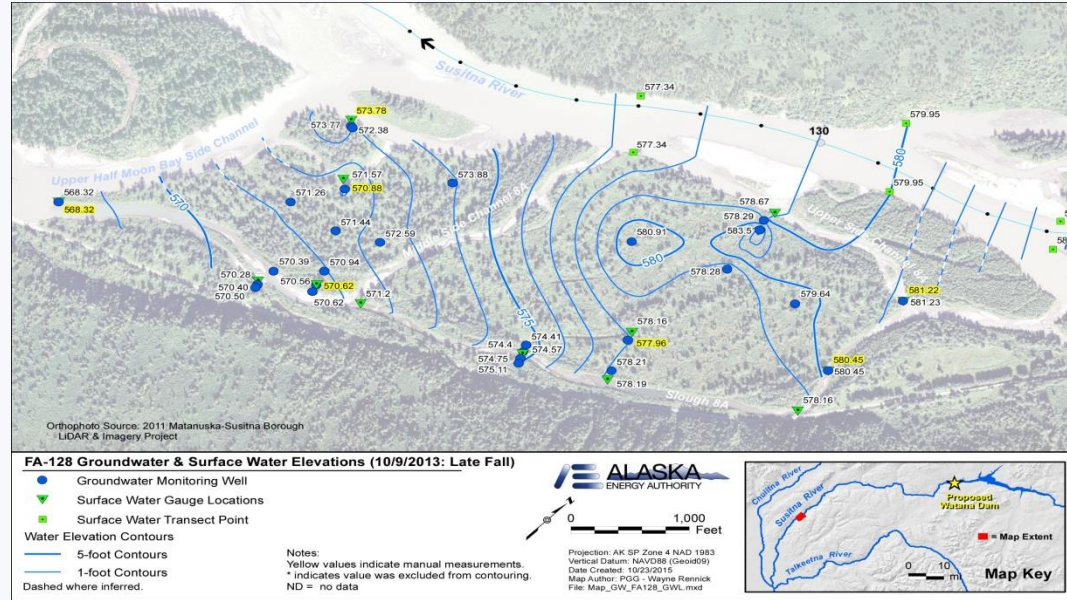 Susitna River
577.34
130
579.95
580
573.78
573.77
572.38
577.34
Upper Half Moon Bay Side Channel
579.95
571.57
570.88
573.88
568.32
568.32
570
571.26
578.67
578.29
571.44
572.59
580.91
580
578.28
570.39
570.94
570.28
570.56
570.62
570.40
570.50
570.62
571.2
579.64
581.22
581.23
575
578.16
574.41
574.4
574.57
577.96
574.75
575.11
578.21
578.19
580.45
580.45
Slough 8A
578.16
Orthophoto Source: 2011 Matanuska-Susitna Borough
LiDAR & Imagery Project
FA-128 Groundwater & Surface Water Elevations (10/9/2013: Late Fall)
Groundwater Monitoring Well
Surface Water Gauge Locations
Surface Water Transect Point
Water Elevation Contours
5-foot Contours
1-foot Contours
Dashed where inferred.
Notes:
Yellow values indicate manual measurements.
* indicates value was excluded from contouring.
ND = no data
ALASKA
ENERGY AUTHORITY
0 1,000
Feet
Projection: AK SP Zone 4 NAD 1983
Vertical Datum: NAVD88 (Geoid09)
Date Created: 10/23/2015
Map Author: PGG - Wayne Rennick
File: Map_GW_FA128_GWL.mxd
Chulitna River
Susitna River
Talkeetna River
Proposed
Watana Dam
= Map Extent
0 10
mi
Map Key